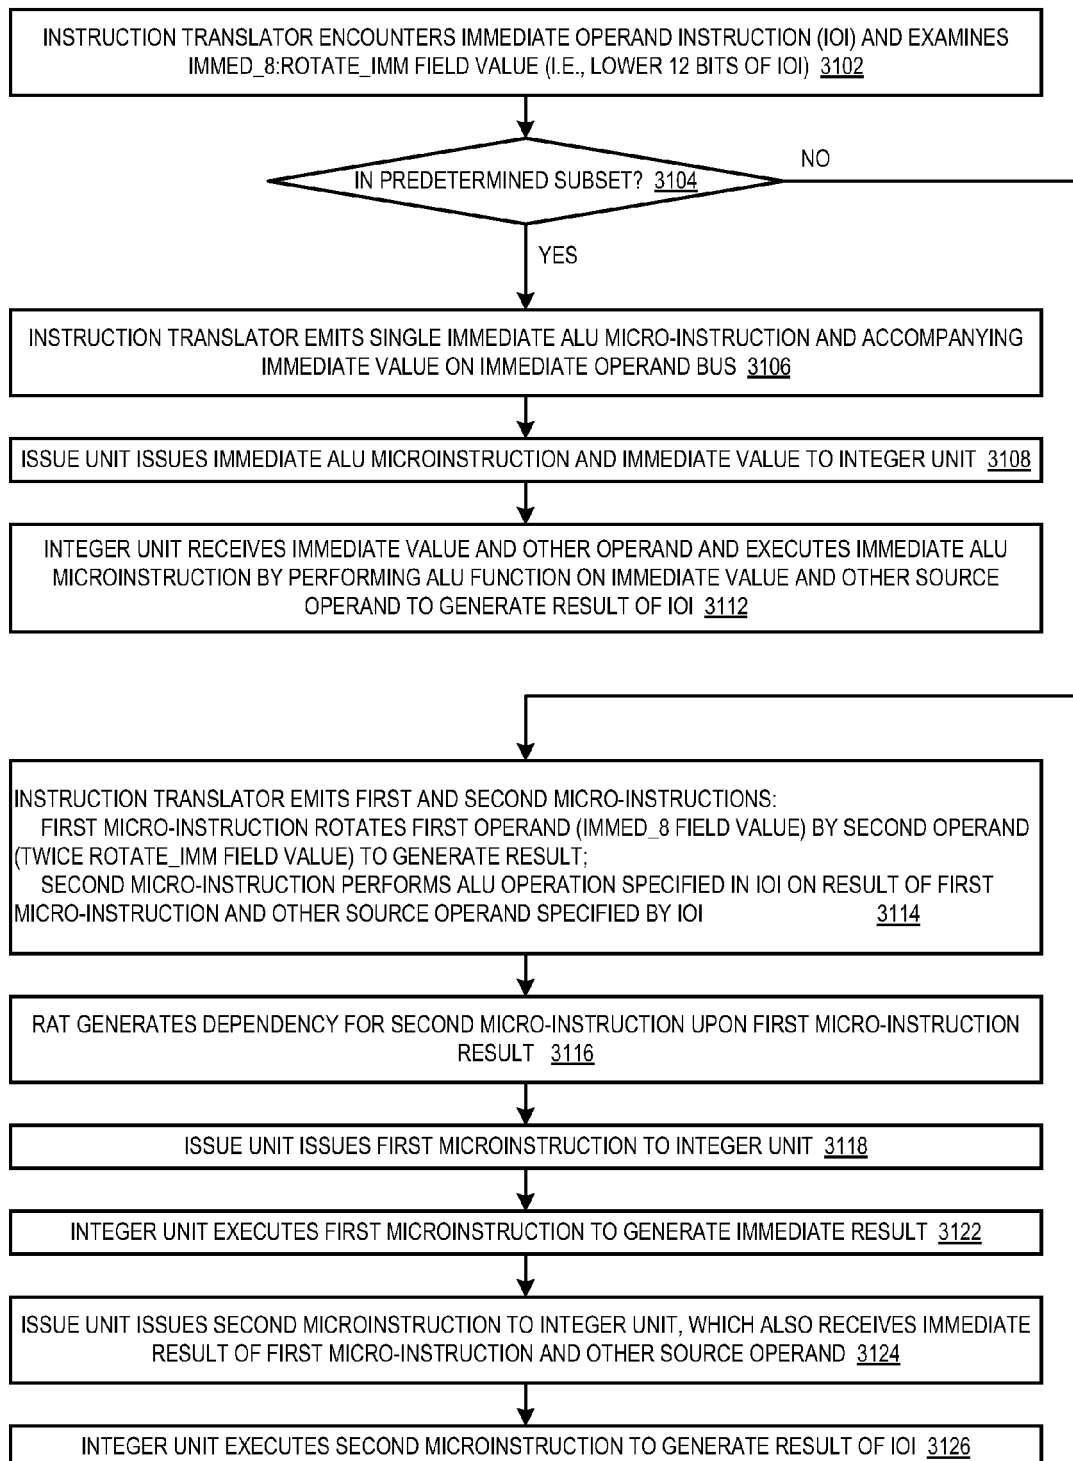 INSTRUCTION TRANSLATOR ENCOUNTERS IMMEDIATE OPERAND INSTRUCTION (IOI) AND EXAMINES
IMMED_8:ROTATE_IMM FIELD VALUE (I.E., LOWER 12 BITS OF IOI) 3102
NO
IN PREDETERMINED SUBSET? 3104
YES
INSTRUCTION TRANSLATOR EMITS SINGLE IMMEDIATE ALU MICRO-INSTRUCTION AND ACCOMPANYING
IMMEDIATE VALUE ON IMMEDIATE OPERAND BUS 3106
ISSUE UNIT ISSUES IMMEDIATE ALU MICROINSTRUCTION AND IMMEDIATE VALUE TO INTEGER UNIT 3108
INTEGER UNIT RECEIVES IMMEDIATE VALUE AND OTHER OPERAND AND EXECUTES IMMEDIATE ALU
MICROINSTRUCTION BY PERFORMING ALU FUNCTION ON IMMEDIATE VALUE AND OTHER SOURCE
OPERAND TO GENERATE RESULT OF IOI 3112
INSTRUCTION TRANSLATOR EMITS FIRST AND SECOND MICRO-INSTRUCTIONS:
FIRST MICRO-INSTRUCTION ROTATES FIRST OPERAND (IMMED_8 FIELD VALUE) BY SECOND OPERAND
(TWICE ROTATE_IMM FIELD VALUE) TO GENERATE RESULT;
SECOND MICRO-INSTRUCTION PERFORMS ALU OPERATION SPECIFIED IN IOI ON RESULT OF FIRST
MICRO-INSTRUCTION AND OTHER SOURCE OPERAND SPECIFIED BY IOI 3114
RAT GENERATES DEPENDENCY FOR SECOND MICRO-INSTRUCTION UPON FIRST MICRO-INSTRUCTION
RESULT 3116
ISSUE UNIT ISSUES FIRST MICROINSTRUCTION TO INTEGER UNIT 3118
INTEGER UNIT EXECUTES FIRST MICROINSTRUCTION TO GENERATE IMMEDIATE RESULT 3122
ISSUE UNIT ISSUES SECOND MICROINSTRUCTION TO INTEGER UNIT, WHICH ALSO RECEIVES IMMEDIATE
RESULT OF FIRST MICRO-INSTRUCTION AND OTHER SOURCE OPERAND 3124
INTEGER UNIT EXECUTES SECOND MICROINSTRUCTION TO GENERATE RESULT OF IOI 3126